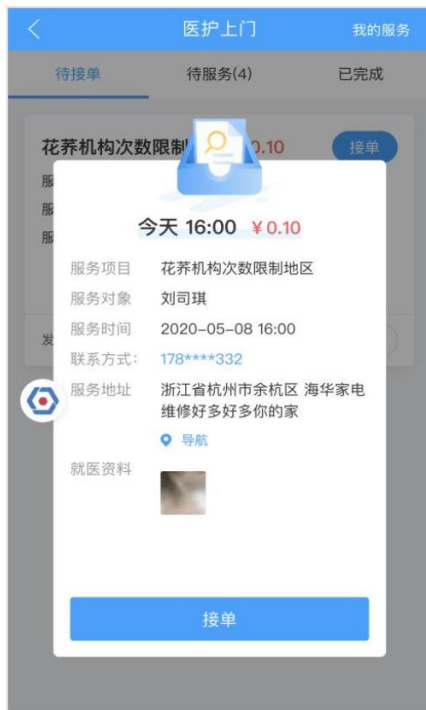 医护上门
我的服务
待接单
待服务(4)
已完成
花荞机构次数限制
0.10
接单
服
服
服
发
今天 16:00 ¥0.10
服务项目 花荞机构次数限制地区
服务对象 刘司琪
服务时间 2020-05-08 16:00
联系方式: 178****332
服务地址 浙江省杭州市余杭区 海华家电
维修好多好多你的家
导航
就医资料
接单